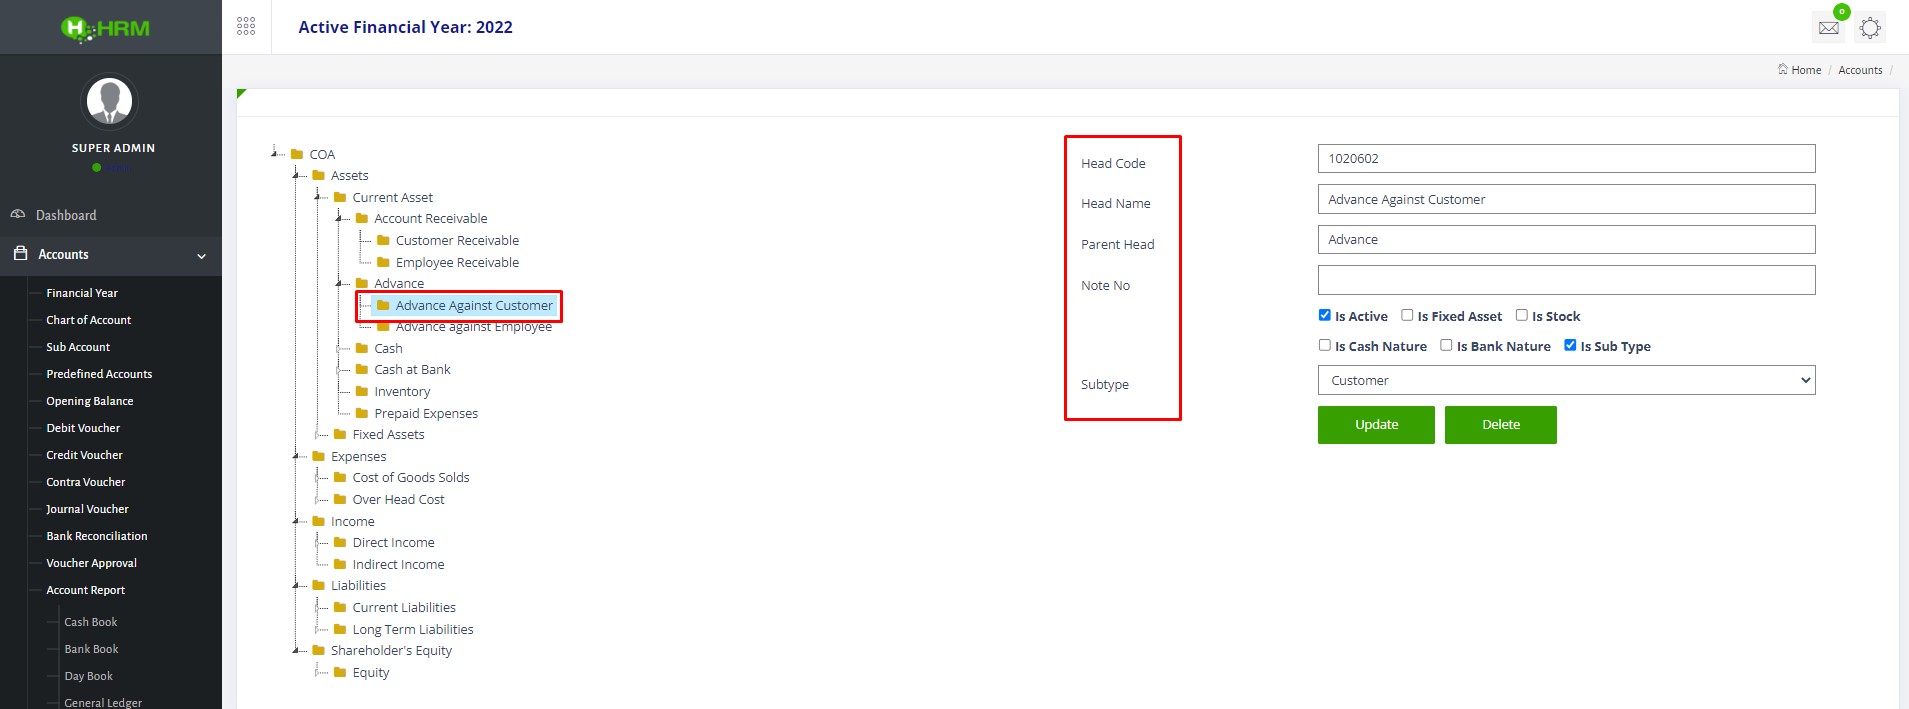 HRM
Active Financial Year: 2022
0
Home / Accounts /
SUPER ADMIN
Dashboard
Accounts
Financial Year
Chart of Account
Sub Account
Predefined Accounts
Opening Balance
Debit Voucher
Credit Voucher
Contra Voucher
Journal Voucher
Bank Reconciliation
Voucher Approval
Account Report
Cash Book
Bank Book
Day Book
General Ledger
COA
Assets
Current Asset
Account Receivable
Customer Receivable
Employee Receivable
Advance
Advance Against Customer
Advance against Employee
Cash
Cash at Bank
Inventory
Prepaid Expenses
Fixed Assets
Expenses
Cost of Goods Solds
Over Head Cost
Income
Direct Income
Indirect Income
Liabilities
Current Liabilities
Long Term Liabilities
Shareholder's Equity
Equity
Head Code 1020602
Head Name Advance Against Customer
Parent Head Advance
Note No
Is Active Is Fixed Asset Is Stock
Is Cash Nature Is Bank Nature Is Sub Type
Subtype Customer
Update Delete